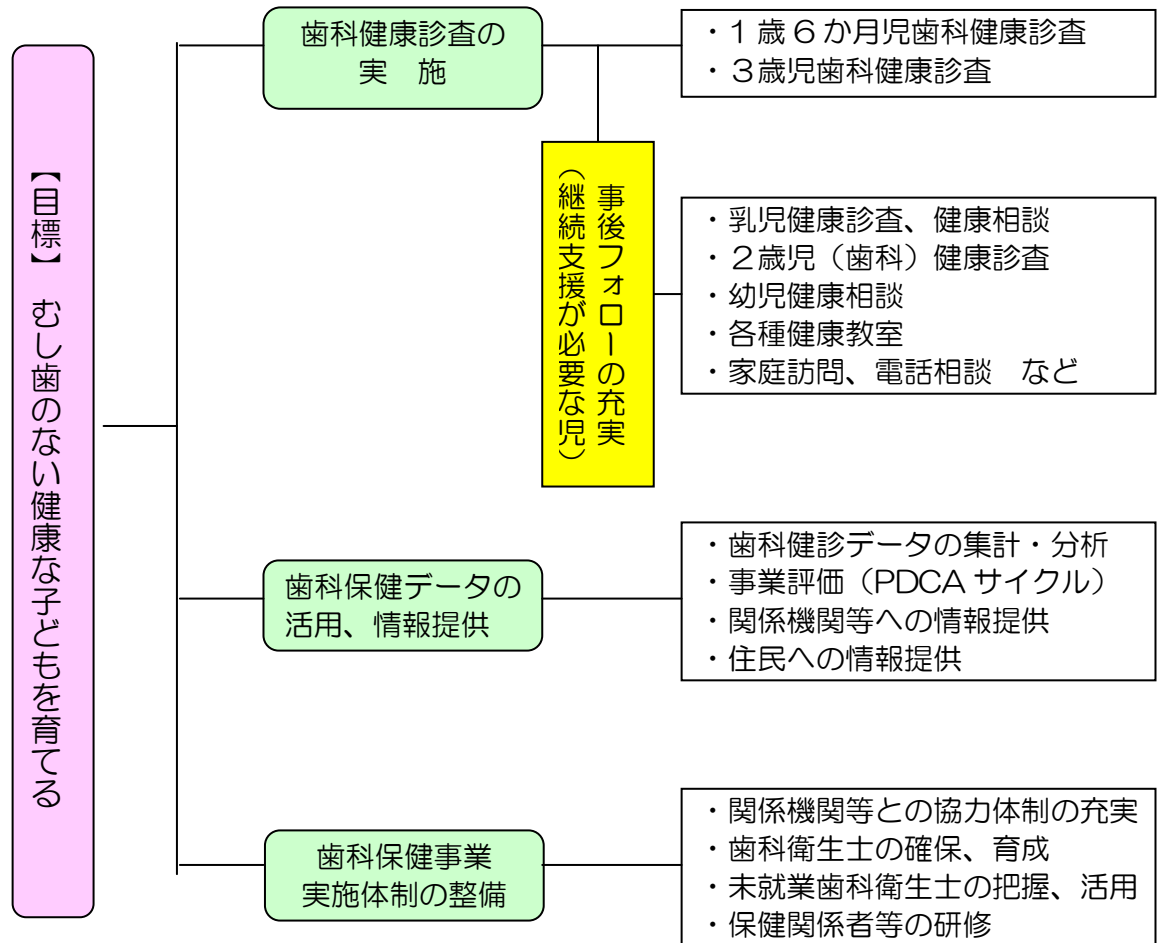 【目標】　むし歯のない健康な子どもを育てる
歯科健康診査の
実　施
・１歳６か月児歯科健康診査
・３歳児歯科健康診査
事後フォローの充実
（継続支援が必要な児）
・乳児健康診査、健康相談
・２歳児（歯科）健康診査
・幼児健康相談
・各種健康教室
・家庭訪問、電話相談　など
歯科保健データの
活用、情報提供
・歯科健診データの集計・分析
・事業評価（PDCA サイクル）
・関係機関等への情報提供
・住民への情報提供
歯科保健事業
実施体制の整備
・関係機関等との協力体制の充実
・歯科衛生士の確保、育成
・未就業歯科衛生士の把握、活用
・保健関係者等の研修